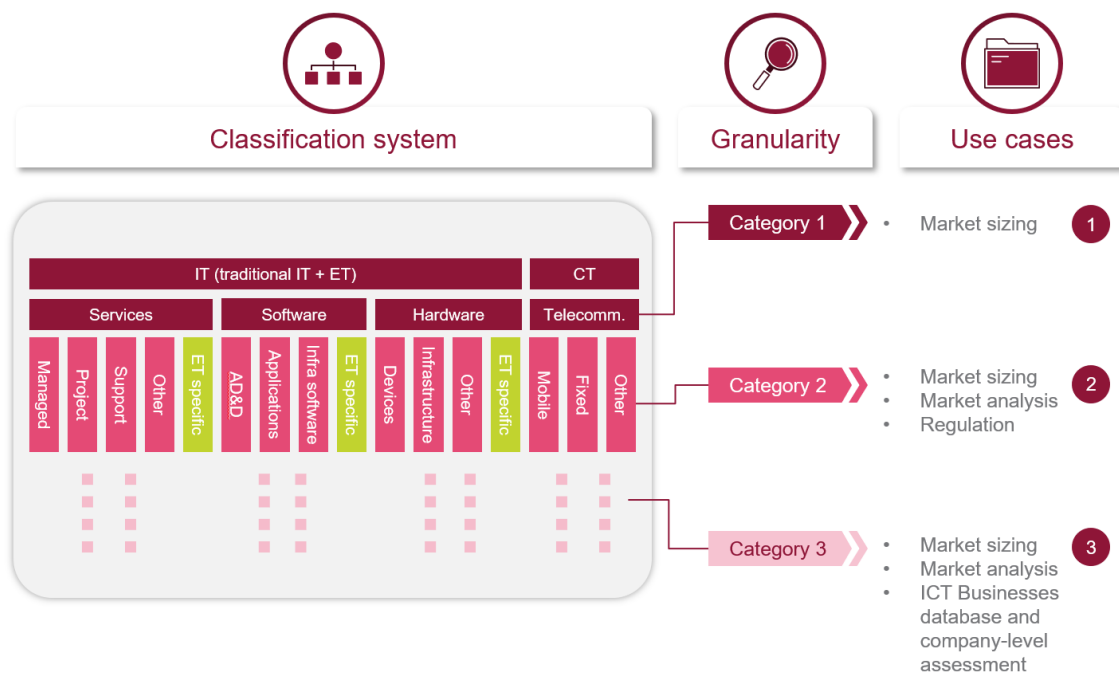 Classification system
Granularity
Use cases
IT (traditional IT + ET)
CT
Services
Software
Hardware
Telecomm.
Managed
Project
Support
Other
ET specific
AD&D.
Applications
Infra software
ET specific
Devices
Infrastructure
Other
ET specific
Mobile
Fixed
Other
Category 1
• Market sizing
1
Category 2
• Market sizing
• Market analysis
• Regulation
2
Category 3
• Market sizing
• Market analysis
• ICT Businesses
database and
company-level
assessment
3